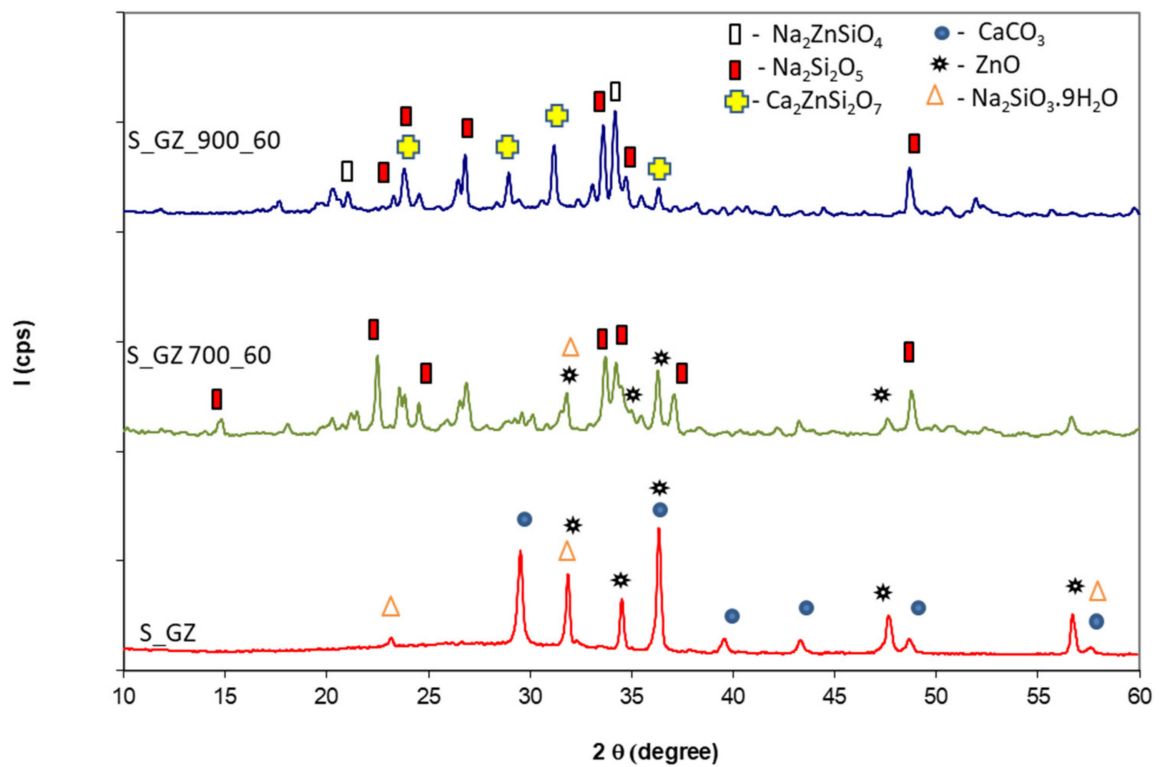 - Na₂ZnSiO₄
- CaCO₃
- Na₂Si₂O₅
- ZnO
- Ca₂ZnSi₂O₇
- Na₂SiO₃.9H₂O
S_GZ_900_60
S_GZ 700_60
S_GZ
I (cps)
10 15 20 25 30 35 40 45 50 55 60
2 θ (degree)